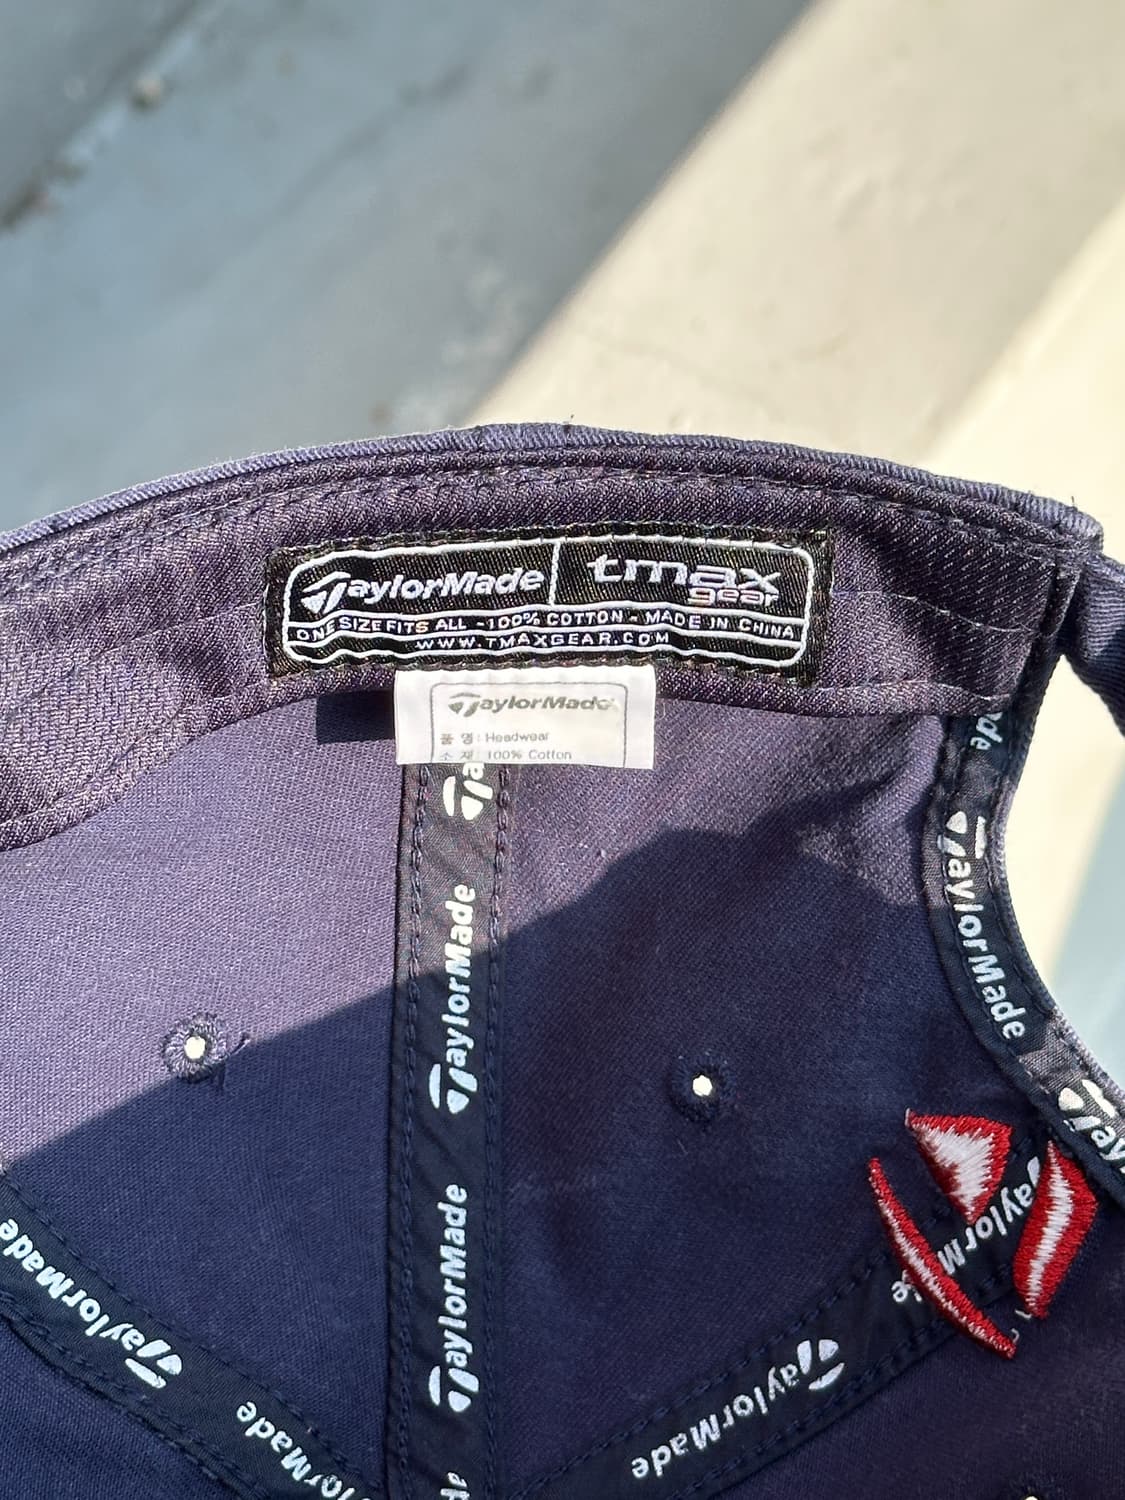 TaylorMade tmax
gear
ONE SIZE FITS ALL - 100% COTTON - MADE IN CHINA
WWW.TMAXGEAR.COM
TaylorMade
품 명 : Headwear
소 재 : 100% Cotton
TaylorMade
TaylorMade
TaylorMade
TaylorMade
TaylorMade
TaylorMade